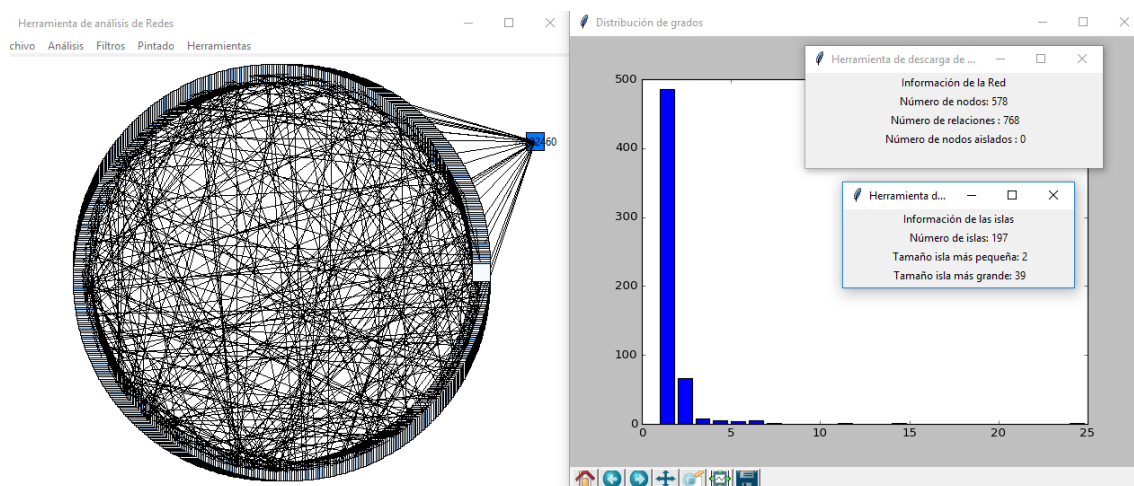 Herramienta de análisis de Redes
chivo Análisis Filtros Pintado Herramientas
2460
Distribución de grados
Herramienta de descarga de ...
Información de la Red
Número de nodos: 578
Número de relaciones : 768
Número de nodos aislados : 0
Herramienta d...
Información de las islas
Número de islas: 197
Tamaño isla más pequeña: 2
Tamaño isla más grande: 39
500
400
300
200
100
0
0 5 10 15 20 25